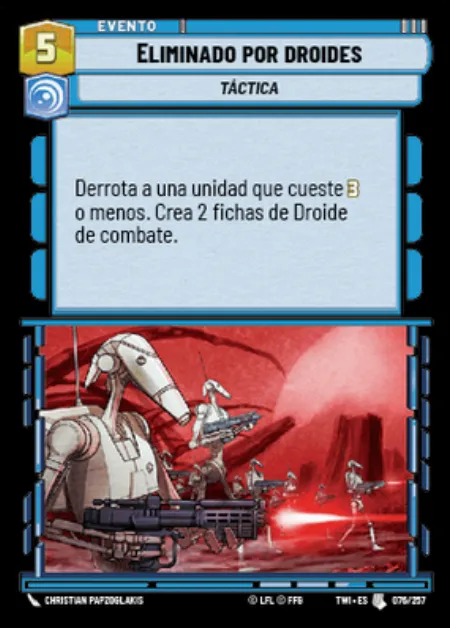 EVENTO
5
ELIMINADO POR DROIDES
TÁCTICA
Derrota a una unidad que cueste 3
o menos. Crea 2 fichas de Droide
de combate.
CHRISTIAN PAPZOGLAKIS © LFL © FFG TWI • ES 076/257